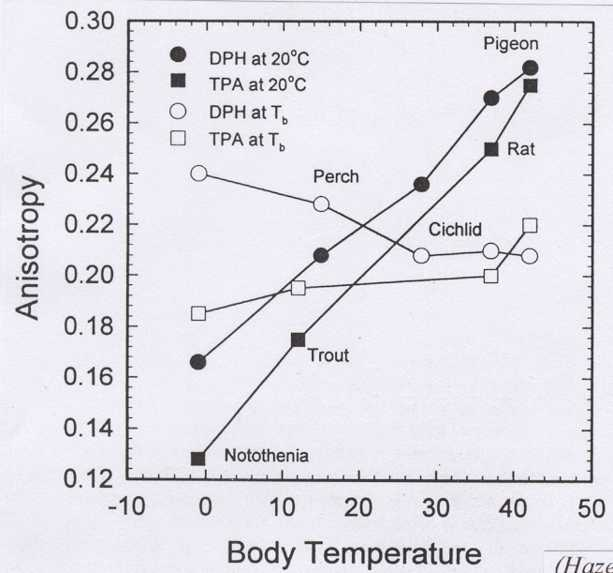 0.30
0.28
0.26
0.24
0.22
0.20
0.18
0.16
0.14
0.12
Anisotropy
DPH at 20°C
TPA at 20°C
DPH at Tb
TPA at Tb
Pigeon
Rat
Perch
Cichlid
Trout
Notothenia
-10 0 10 20 30 40 50
Body Temperature